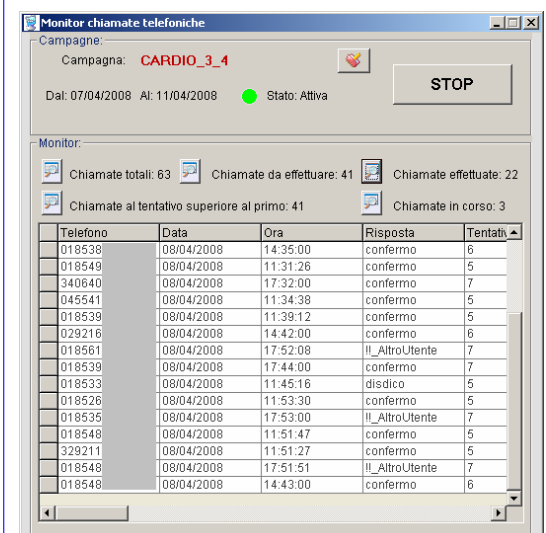 Monitor chiamate telefoniche
Campagne:
Campagna: CARDIO_3_4
STOP
Dal: 07/04/2008 Al: 11/04/2008 Stato: Attiva
Monitor:
Chiamate totali: 63 Chiamate da effettuare: 41 Chiamate effettuate: 22
Chiamate al tentativo superiore al primo: 41 Chiamate in corso: 3
Telefono Data Ora Risposta Tentativ
018538 08/04/2008 14:35:00 confermo 6
018549 08/04/2008 11:31:26 confermo 5
340640 08/04/2008 17:32:00 confermo 7
045541 08/04/2008 11:34:38 confermo 5
018539 08/04/2008 11:39:12 confermo 5
029216 08/04/2008 14:42:00 confermo 6
018561 08/04/2008 17:52:08 !!_AltroUtente 7
018539 08/04/2008 17:44:00 confermo 7
018533 08/04/2008 11:45:16 disdico 5
018526 08/04/2008 11:53:30 confermo 5
018535 08/04/2008 17:53:00 !!_AltroUtente 7
018548 08/04/2008 11:51:47 confermo 5
329211 08/04/2008 11:51:27 confermo 5
018548 08/04/2008 17:51:51 !!_AltroUtente 7
018548 08/04/2008 14:43:00 confermo 6